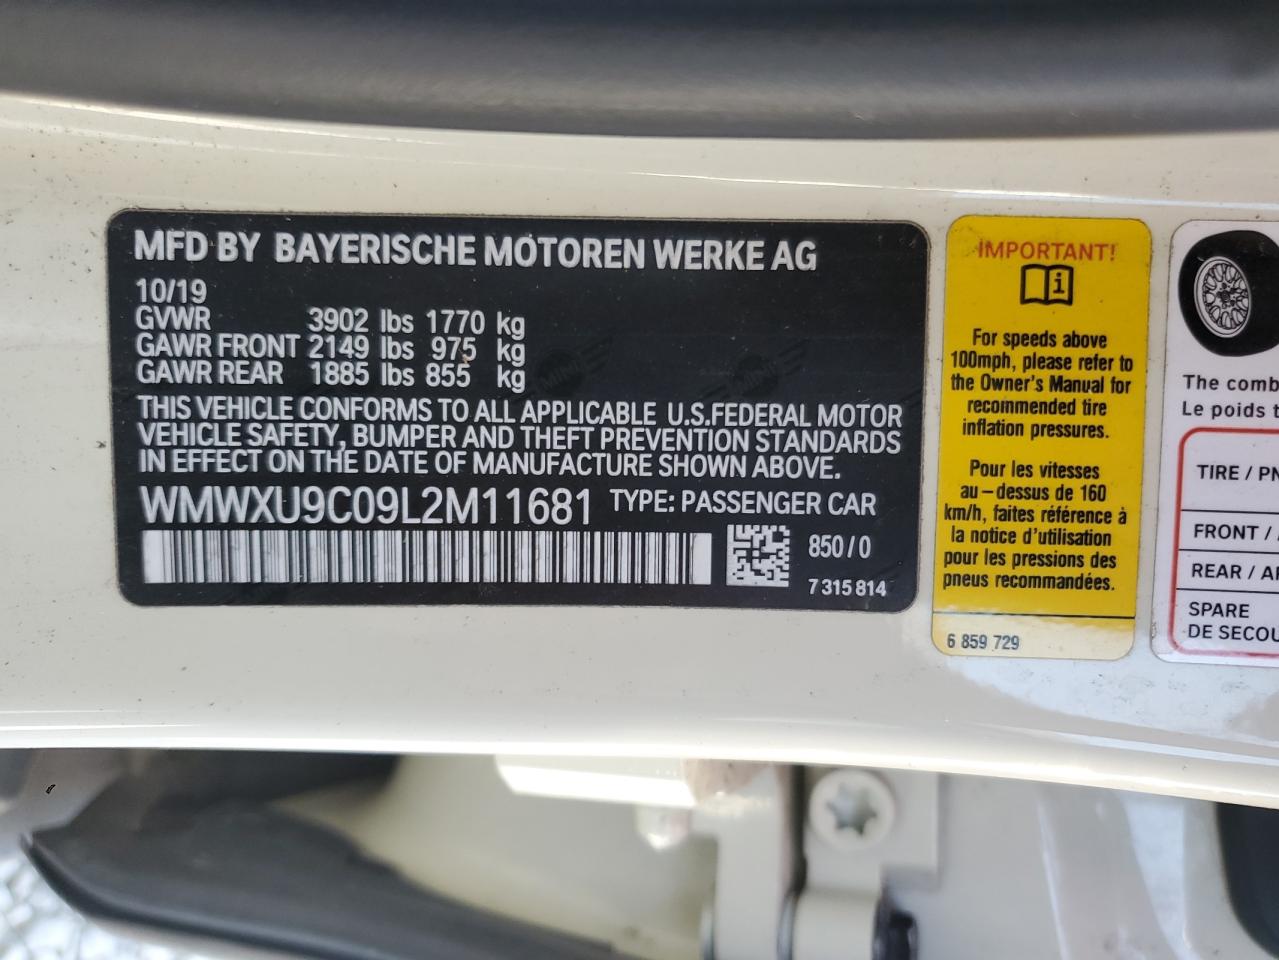 MFD BY BAYERISCHE MOTOREN WERKE AG
10/19
GVWR 3902 lbs 1770 kg
GAWR FRONT 2149 lbs 975 kg
GAWR REAR 1885 lbs 855 kg
THIS VEHICLE CONFORMS TO ALL APPLICABLE U.S.FEDERAL MOTOR
VEHICLE SAFETY, BUMPER AND THEFT PREVENTION STANDARDS
IN EFFECT ON THE DATE OF MANUFACTURE SHOWN ABOVE.
WMWXU9C09L2M11681 TYPE: PASSENGER CAR
850/0
7 315 814
MINI
MINI
IMPORTANT!
i
For speeds above
100mph, please refer to
the Owner's Manual for
recommended tire
inflation pressures.
Pour les vitesses
au-dessus de 160
km/h, faites référence à
la notice d'utilisation
pour les pressions des
pneus recommandées.
6 859 729
The comb
Le poids t
TIRE / PN
FRONT /
REAR / A
SPARE
DE SECOU